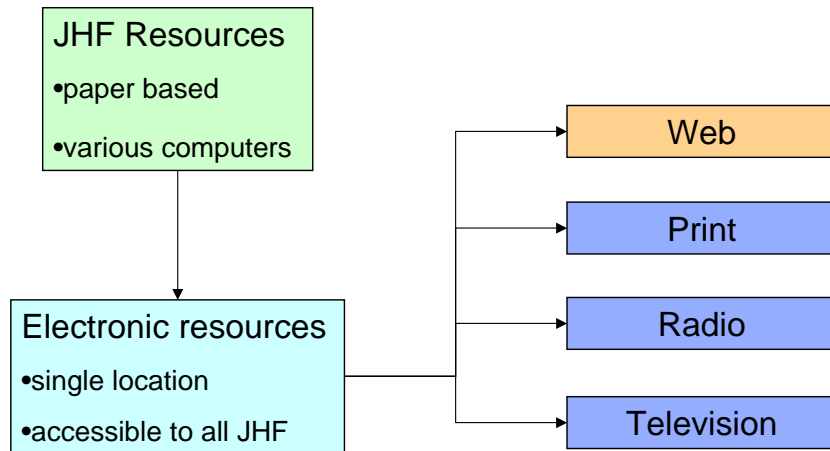 JHF Resources
•paper based
•various computers
Electronic resources
•single location
•accessible to all JHF
Web
Print
Radio
Television